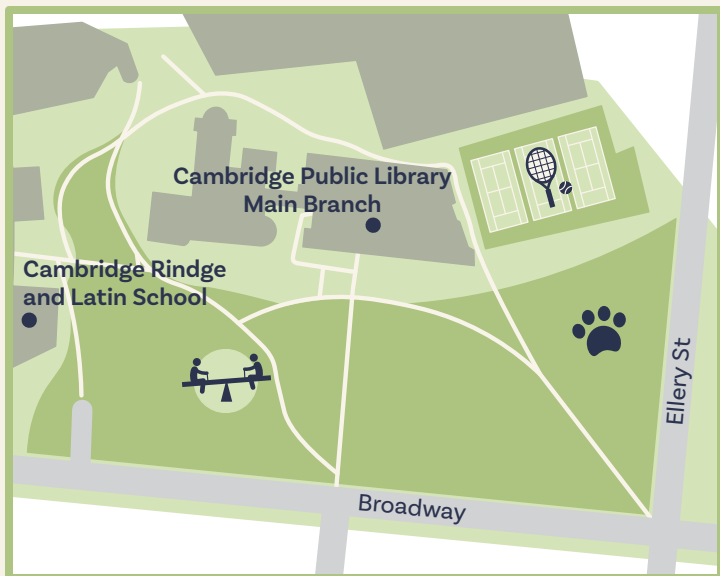 Cambridge Public Library
Main Branch
Cambridge Rindge
and Latin School
Ellery St
Broadway